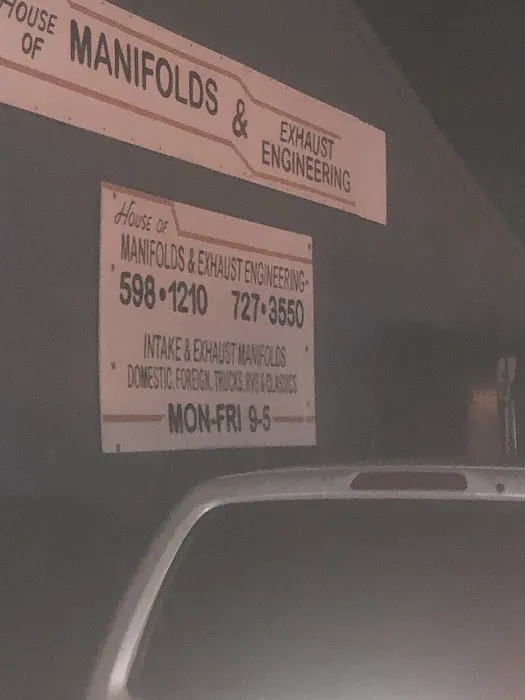 HOUSE
OF
MANIFOLDS
&
EXHAUST
ENGINEERING
HOUSE OF
MANIFOLDS & EXHAUST ENGINEERING
598•1210 727•3550
INTAKE & EXHAUST MANIFOLDS
DOMESTIC, FOREIGN, TRUCKS, RVS & CLASSICS
MON-FRI 9-5